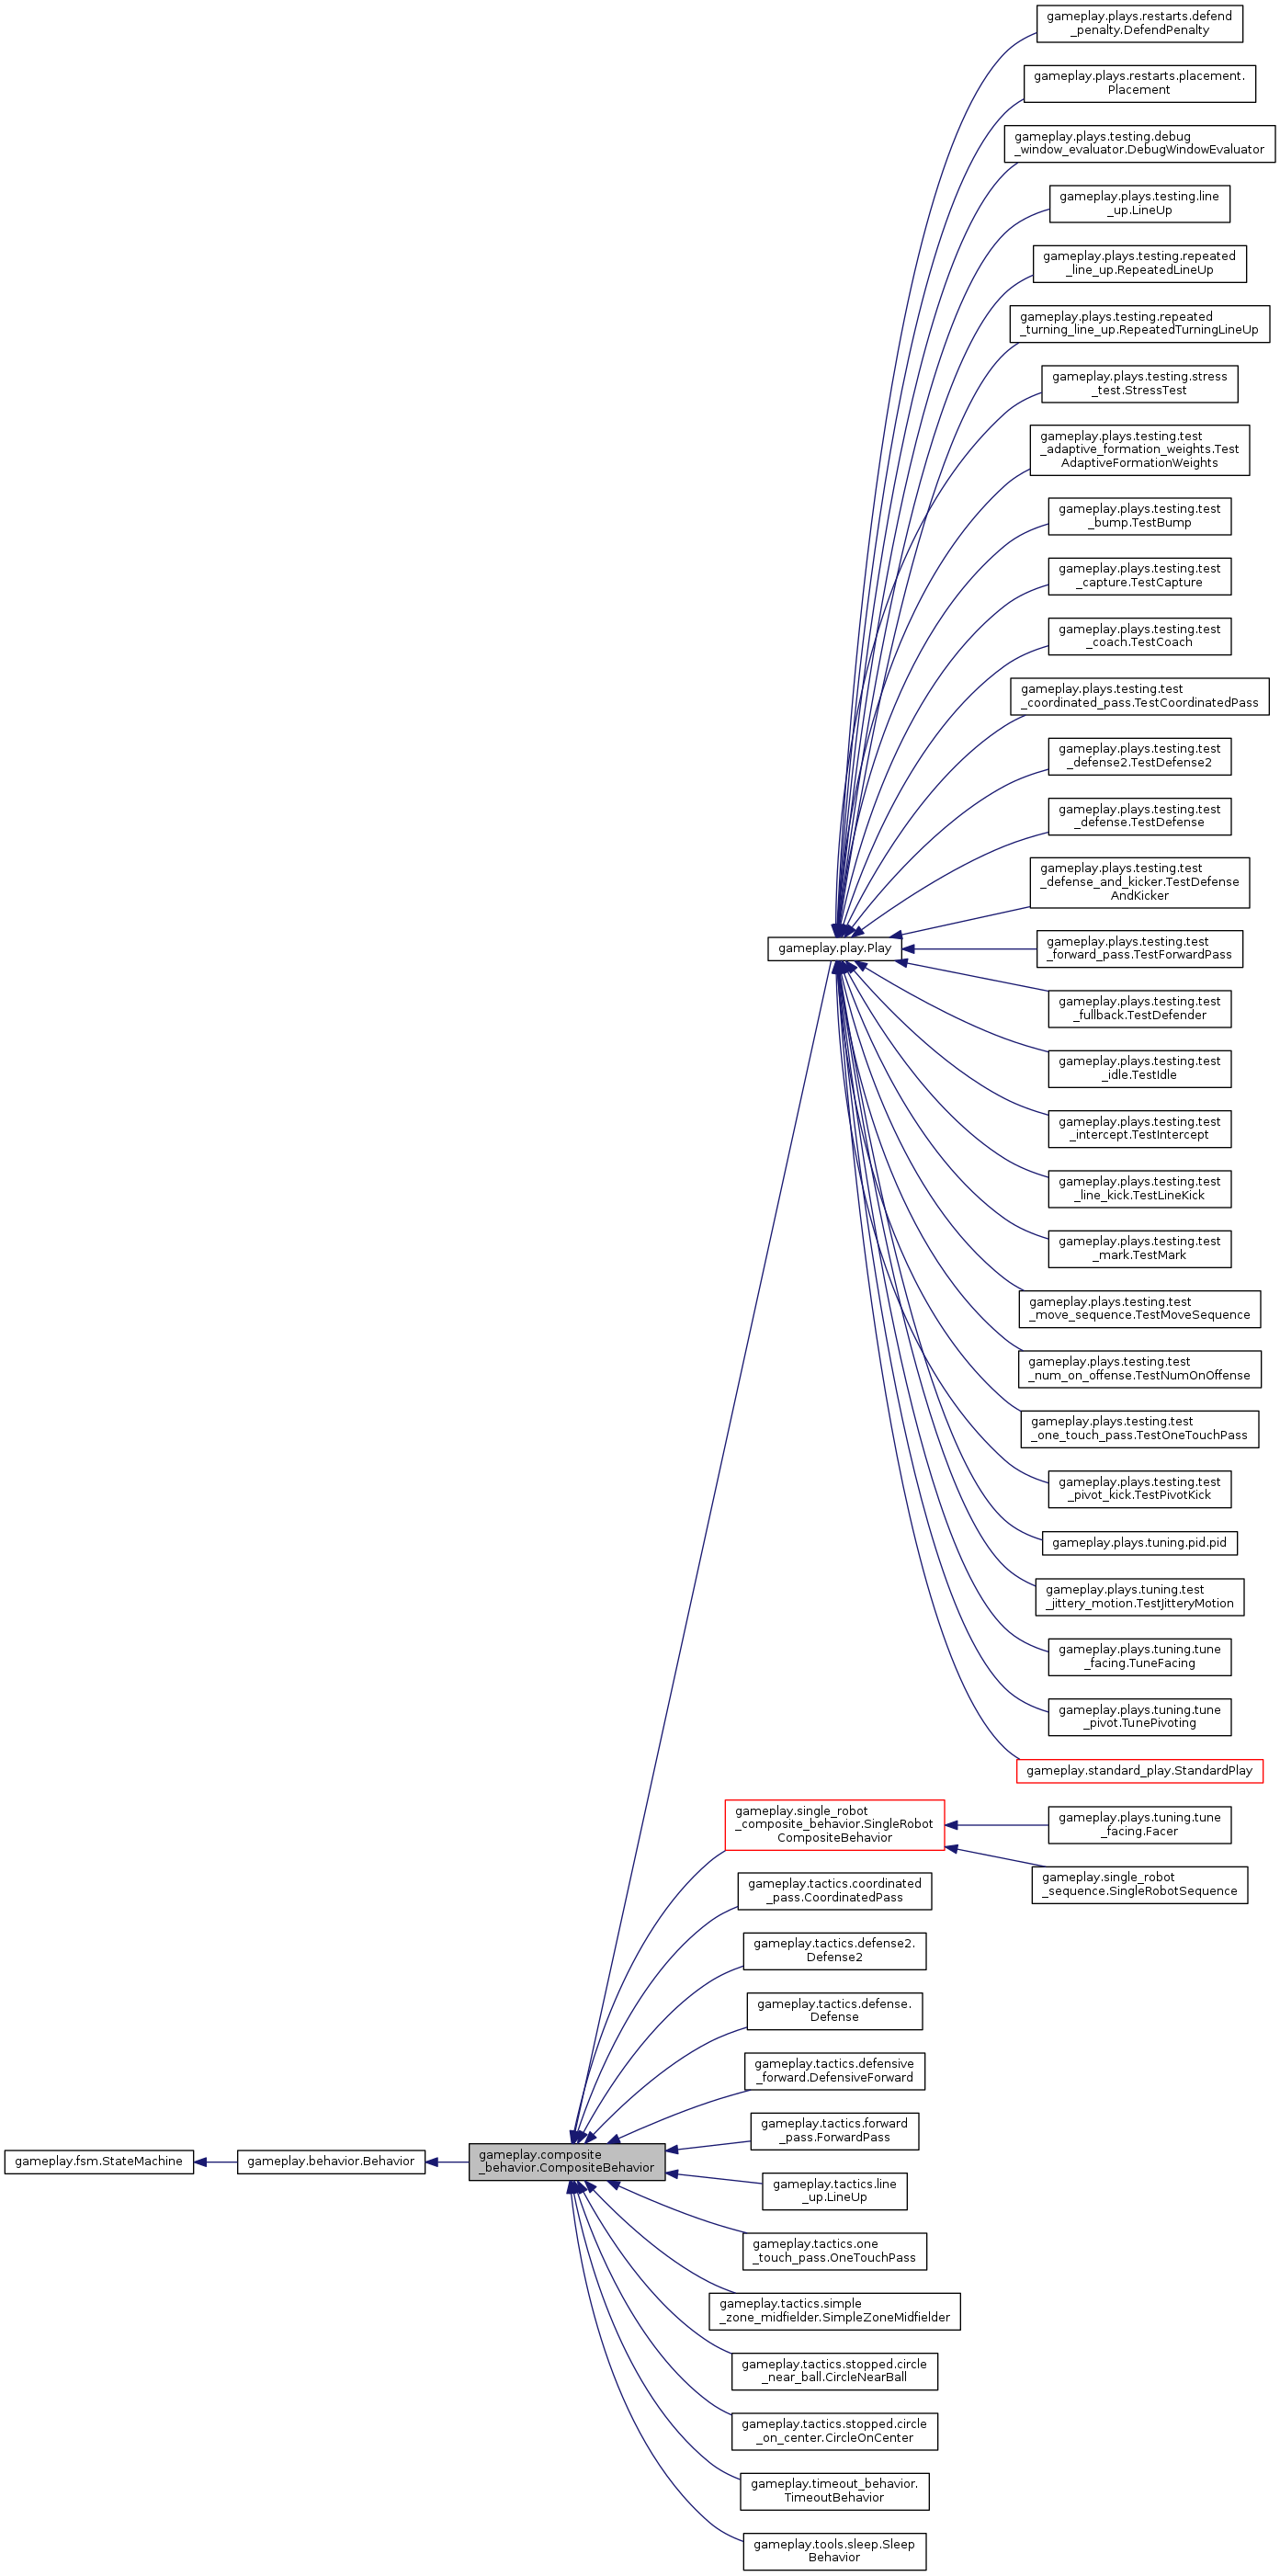 gameplay.plays.restarts.defend
_penalty.DefendPenalty
gameplay.plays.restarts.placement.
Placement
gameplay.plays.testing.debug
_window_evaluator.DebugWindowEvaluator
gameplay.plays.testing.line
_up.LineUp
gameplay.plays.testing.repeated
_line_up.RepeatedLineUp
gameplay.plays.testing.repeated
_turning_line_up.RepeatedTurningLineUp
gameplay.plays.testing.stress
_test.StressTest
gameplay.plays.testing.test
_adaptive_formation_weights.Test
AdaptiveFormationWeights
gameplay.plays.testing.test
_bump.TestBump
gameplay.plays.testing.test
_capture.TestCapture
gameplay.plays.testing.test
_coach.TestCoach
gameplay.plays.testing.test
_coordinated_pass.TestCoordinatedPass
gameplay.plays.testing.test
_defense2.TestDefense2
gameplay.plays.testing.test
_defense.TestDefense
gameplay.plays.testing.test
_defense_and_kicker.TestDefense
AndKicker
gameplay.play.Play
gameplay.plays.testing.test
_forward_pass.TestForwardPass
gameplay.plays.testing.test
_fullback.TestDefender
gameplay.plays.testing.test
_idle.TestIdle
gameplay.plays.testing.test
_intercept.TestIntercept
gameplay.plays.testing.test
_line_kick.TestLineKick
gameplay.plays.testing.test
_mark.TestMark
gameplay.plays.testing.test
_move_sequence.TestMoveSequence
gameplay.plays.testing.test
_num_on_offense.TestNumOnOffense
gameplay.plays.testing.test
_one_touch_pass.TestOneTouchPass
gameplay.plays.testing.test
_pivot_kick.TestPivotKick
gameplay.plays.tuning.pid.pid
gameplay.plays.tuning.test
_jittery_motion.TestJitteryMotion
gameplay.plays.tuning.tune
_facing.TuneFacing
gameplay.plays.tuning.tune
_pivot.TunePivoting
gameplay.standard_play.StandardPlay
gameplay.single_robot
_composite_behavior.SingleRobot
CompositeBehavior
gameplay.plays.tuning.tune
_facing.Facer
gameplay.single_robot
_sequence.SingleRobotSequence
gameplay.tactics.coordinated
_pass.CoordinatedPass
gameplay.tactics.defense2.
Defense2
gameplay.tactics.defense.
Defense
gameplay.tactics.defensive
_forward.DefensiveForward
gameplay.tactics.forward
_pass.ForwardPass
gameplay.fsm.StateMachine
gameplay.behavior.Behavior
gameplay.composite
_behavior.CompositeBehavior
gameplay.tactics.line
_up.LineUp
gameplay.tactics.one
_touch_pass.OneTouchPass
gameplay.tactics.simple
_zone_midfielder.SimpleZoneMidfielder
gameplay.tactics.stopped.circle
_near_ball.CircleNearBall
gameplay.tactics.stopped.circle
_on_center.CircleOnCenter
gameplay.timeout_behavior.
TimeoutBehavior
gameplay.tools.sleep.Sleep
Behavior